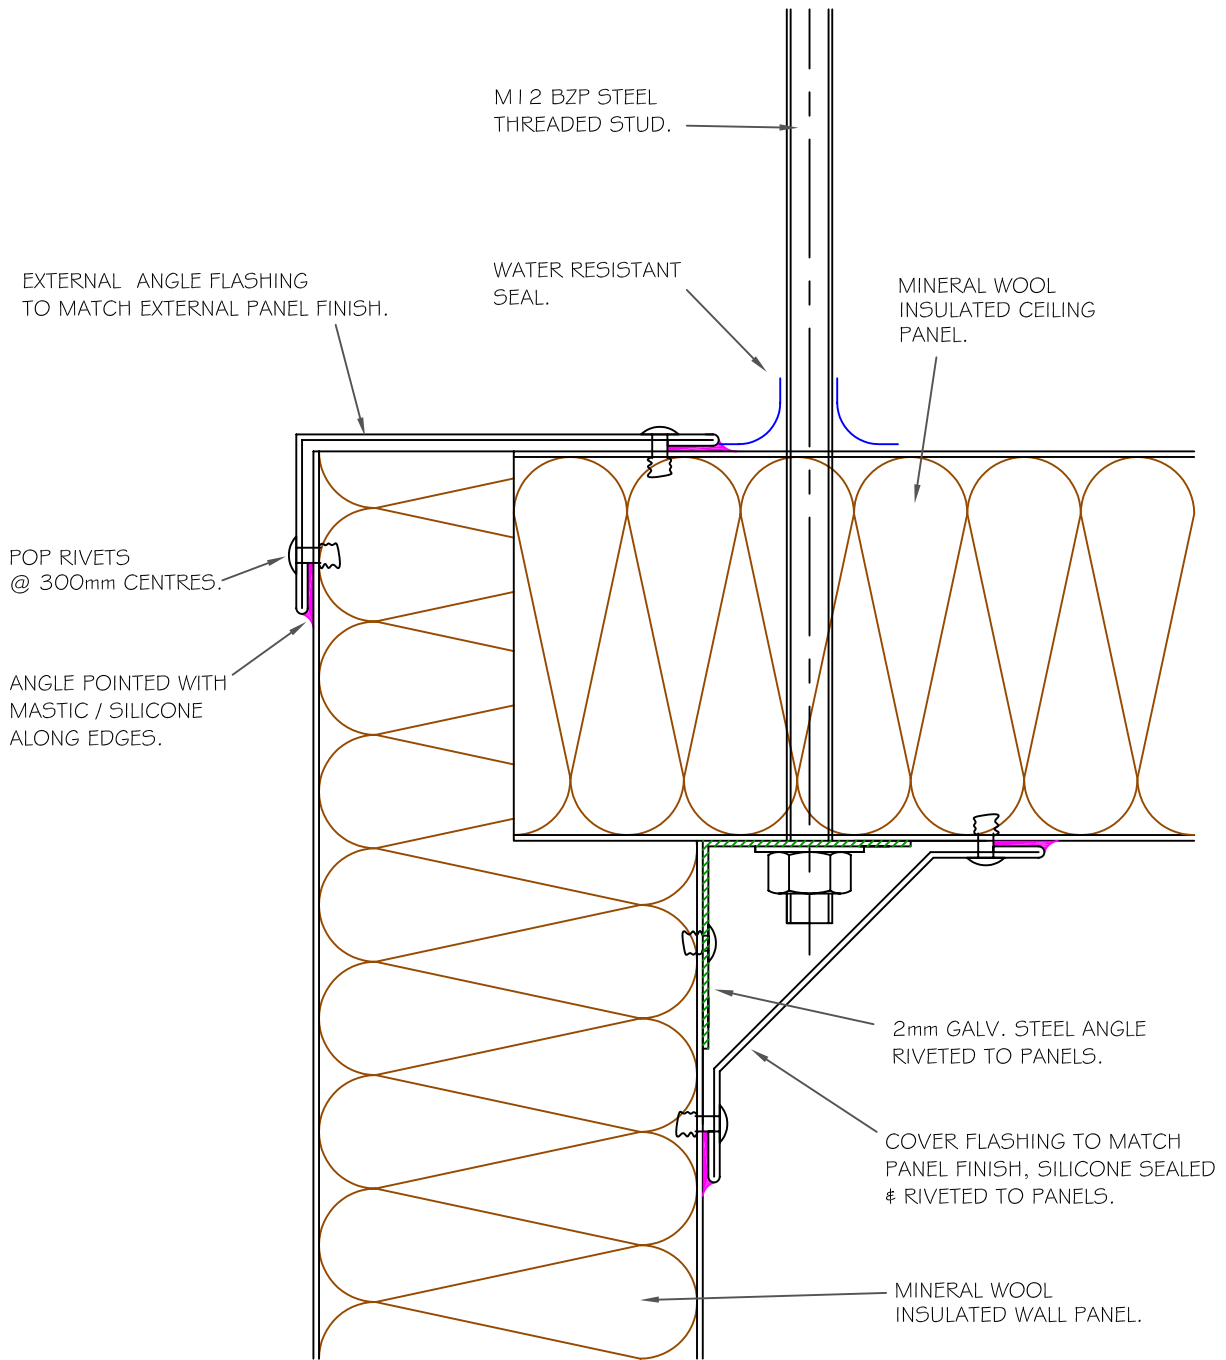 M12 BZP STEEL
THREADED STUD.
EXTERNAL ANGLE FLASHING
TO MATCH EXTERNAL PANEL FINISH.
WATER RESISTANT
SEAL.
MINERAL WOOL
INSULATED CEILING
PANEL.
POP RIVETS
@ 300mm CENTRES.
ANGLE POINTED WITH
MASTIC / SILICONE
ALONG EDGES.
2mm GALV. STEEL ANGLE
RIVETED TO PANELS.
COVER FLASHING TO MATCH
PANEL FINISH, SILICONE SEALED
& RIVETED TO PANELS.
MINERAL WOOL
INSULATED WALL PANEL.